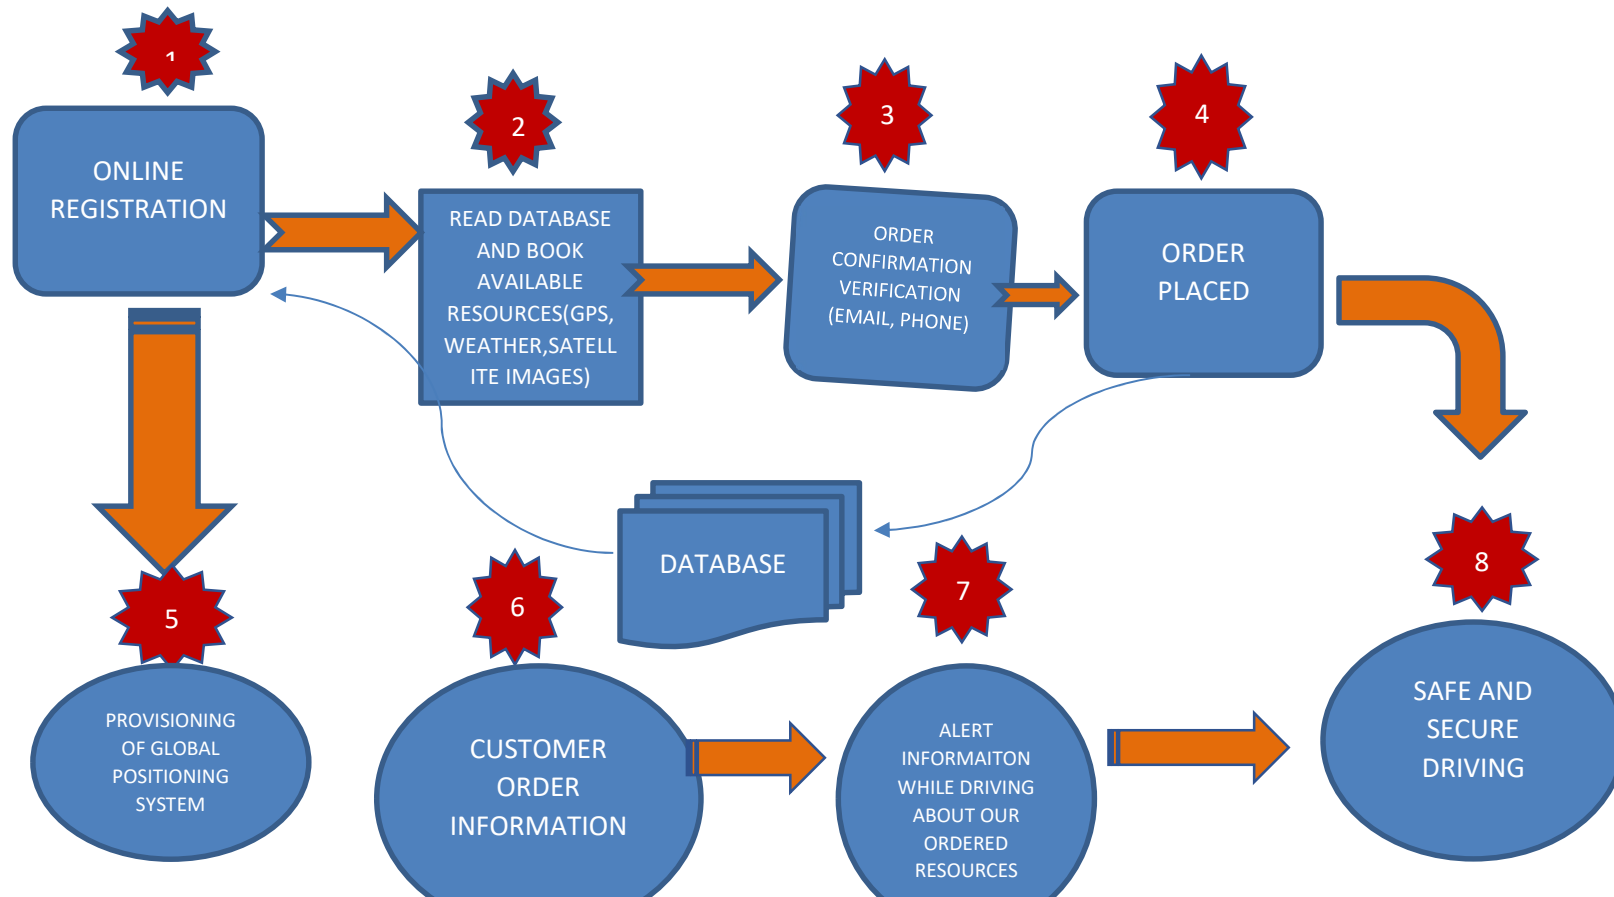 1
ONLINE
REGISTRATION
2
READ DATABASE
AND BOOK
AVAILABLE
RESOURCES(GPS,
WEATHER,SATELL
ITE IMAGES)
3
ORDER
CONFIRMATION
VERIFICATION
(EMAIL, PHONE)
4
ORDER
PLACED
DATABASE
5
PROVISIONING
OF GLOBAL
POSITIONING
SYSTEM
6
CUSTOMER
ORDER
INFORMATION
7
ALERT
INFORMAITON
WHILE DRIVING
ABOUT OUR
ORDERED
RESOURCES
8
SAFE AND
SECURE
DRIVING